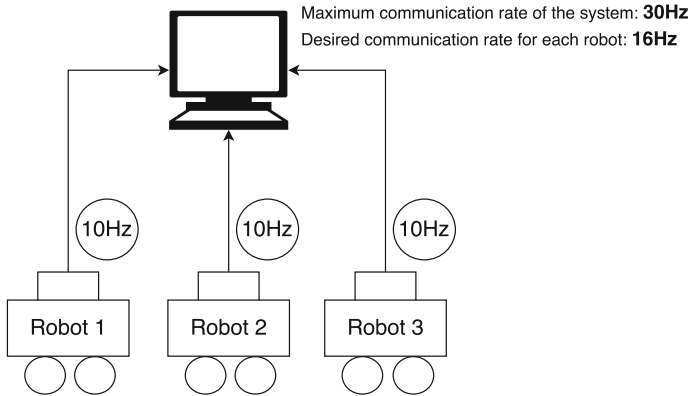 Maximum communication rate of the system: 30Hz
Desired communication rate for each robot: 16Hz
10Hz
10Hz
10Hz
Robot 1
Robot 2
Robot 3